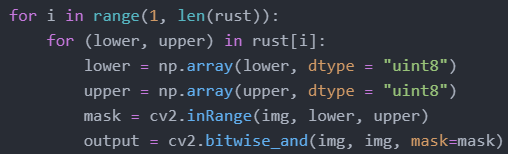 for i in range(1, len(rust)):
    for (lower, upper) in rust[i]:
        lower = np.array(lower, dtype = "uint8")
        upper = np.array(upper, dtype = "uint8")
        mask = cv2.inRange(img, lower, upper)
        output = cv2.bitwise_and(img, img, mask=mask)